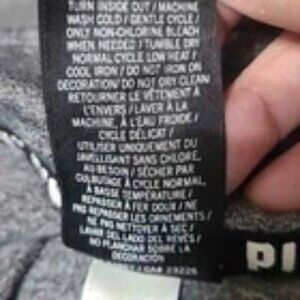 TURN INSIDE OUT / MACHINE
WASH COLD / GENTLE CYCLE /
ONLY NON-CHLORINE BLEACH
WHEN NEEDED / TUMBLE DRY
NORMAL CYCLE LOW HEAT /
COOL IRON / DO NOT IRON ON
DECORATION / DO NOT DRY CLEAN
RETOURNER LE VÊTEMENT À
L'ENVERS / LAVER À LA
MACHINE, À L'EAU FROIDE /
CYCLE DÉLICAT /
UTILISER UNIQUEMENT DU
JAVELLISANT SANS CHLORE,
AU BESOIN / SÉCHER PAR
CULBUTAGE À CYCLE NORMAL,
À BASSE TEMPÉRATURE /
REPASSER À FER DOUX / NE
PAS REPASSER LES ORNEMENTS /
NE PAS NETTOYER À SEC /
LAVAR DEL LADO DEL REVÉS /
NO PLANCHAR SOBRE LA
DECORACIÓN
PI